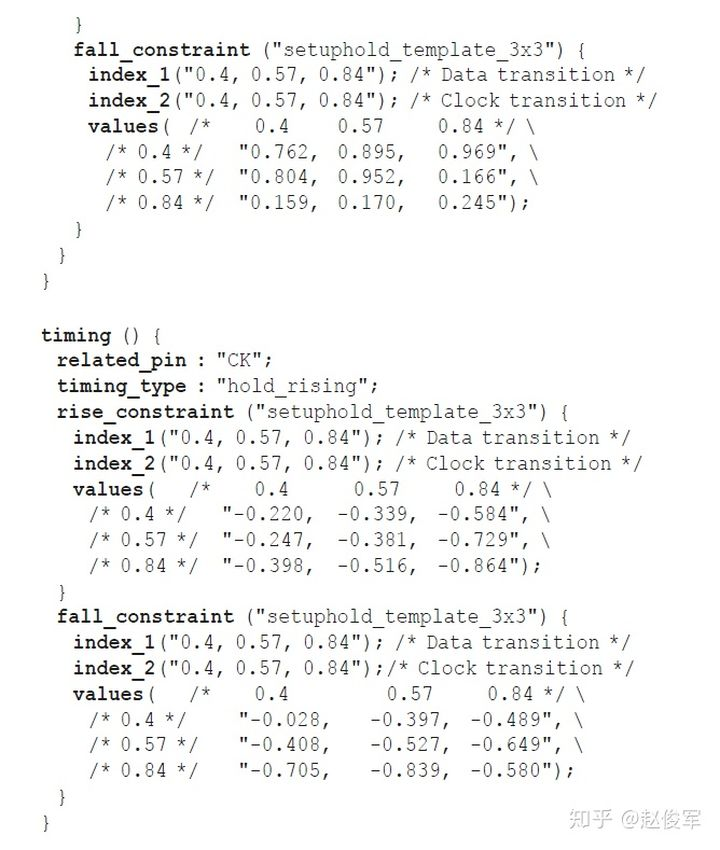 }
fall_constraint ("setuphold_template_3x3") {
index_1("0.4, 0.57, 0.84"); /* Data transition */
index_2("0.4, 0.57, 0.84"); /* Clock transition */
values( /* 0.4 0.57 0.84 */ \
/* 0.4 */ "0.762, 0.895, 0.969", \
/* 0.57 */ "0.804, 0.952, 0.166", \
/* 0.84 */ "0.159, 0.170, 0.245");
}
}
}
timing () {
related_pin : "CK";
timing_type : "hold_rising";
rise_constraint ("setuphold_template_3x3") {
index_1("0.4, 0.57, 0.84"); /* Data transition */
index_2("0.4, 0.57, 0.84"); /* Clock transition */
values( /* 0.4 0.57 0.84 */ \
/* 0.4 */ "-0.220, -0.339, -0.584", \
/* 0.57 */ "-0.247, -0.381, -0.729", \
/* 0.84 */ "-0.398, -0.516, -0.864");
}
fall_constraint ("setuphold_template_3x3") {
index_1("0.4, 0.57, 0.84"); /* Data transition */
index_2("0.4, 0.57, 0.84");/* Clock transition */
values( /* 0.4 0.57 0.84 */ \
/* 0.4 */ "-0.028, -0.397, -0.489", \
/* 0.57 */ "-0.408, -0.527, -0.649", \
/* 0.84 */ "-0.705, -0.839, -0.580");
}
}
知乎 @赵俊军